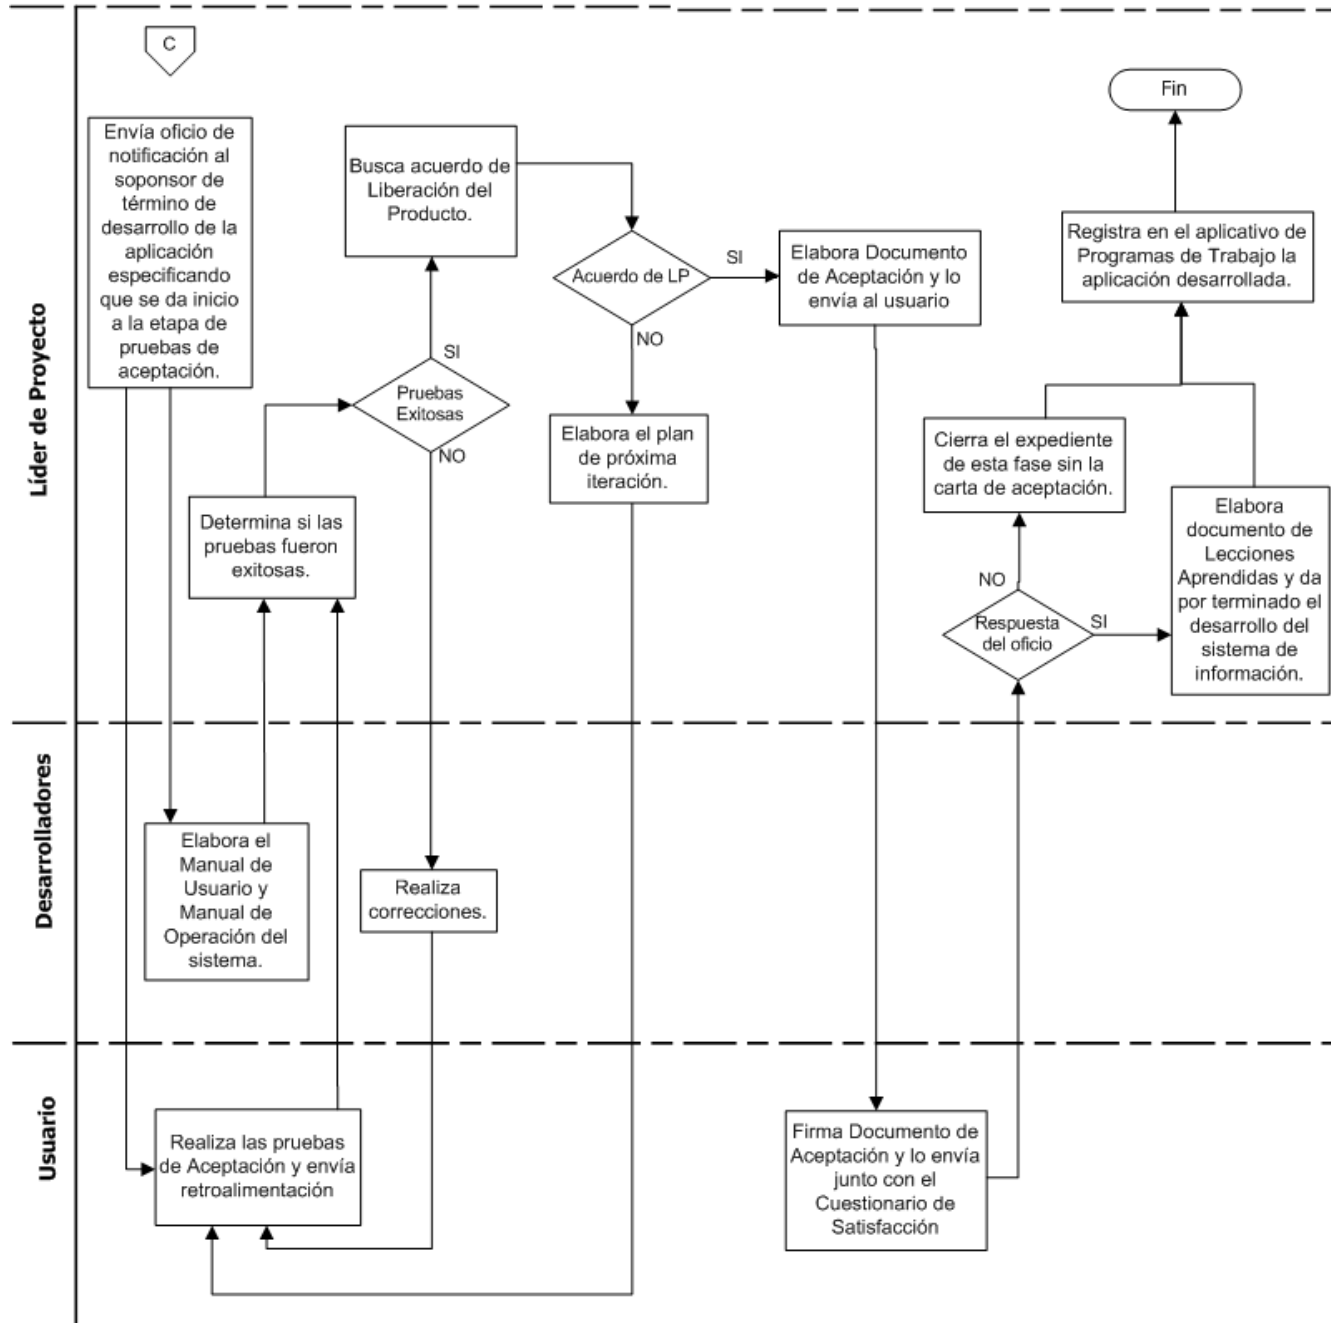 C
Envía oficio de
notificación al
soponsor de
término de
desarrollo de la
aplicación
especificando
que se da inicio
a la etapa de
pruebas de
aceptación.
Busca acuerdo de
Liberación del
Producto.
Fin
Registra en el aplicativo de
Programas de Trabajo la
aplicación desarrollada.
Acuerdo de LP
SI
NO
Elabora Documento
de Aceptación y lo
envía al usuario
Pruebas
Exitosas
SI
NO
Elabora el plan
de próxima
iteración.
Cierra el expediente
de esta fase sin la
carta de aceptación.
Determina si las
pruebas fueron
exitosas.
Elabora
documento de
Lecciones
Aprendidas y da
por terminado el
desarrollo del
sistema de
información.
NO
Respuesta
del oficio
SI
Líder de Proyecto
Desarrolladores
Elabora el
Manual de
Usuario y
Manual de
Operación del
sistema.
Realiza
correcciones.
Usuario
Realiza las pruebas
de Aceptación y envía
retroalimentación
Firma Documento de
Aceptación y lo envía
junto con el
Cuestionario de
Satisfacción